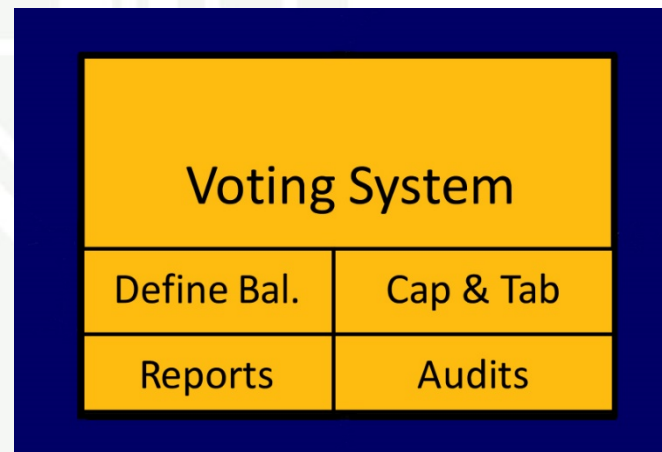 Voting System
Define Bal.
Cap & Tab
Reports
Audits